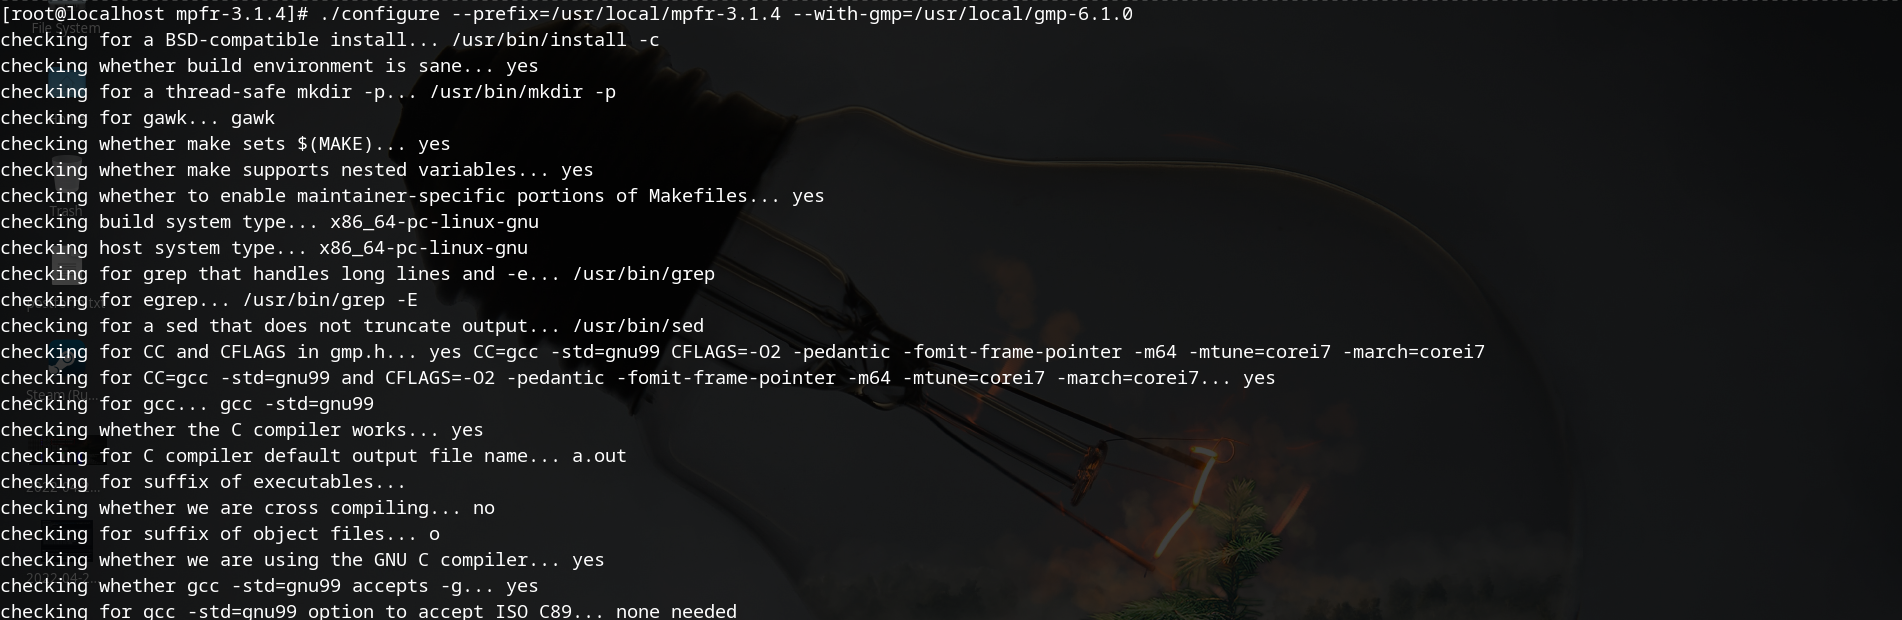 [root@localhost mpfr-3.1.4]# ./configure --prefix=/usr/local/mpfr-3.1.4 --with-gmp=/usr/local/gmp-6.1.0
File System
checking for a BSD-compatible install... /usr/bin/install -c
checking whether build environment is sane... yes
checking for a thread-safe mkdir -p... /usr/bin/mkdir -p
checking for gawk... gawk
checking whether make sets $(MAKE)... yes
checking whether make supports nested variables... yes
checking whether to enable maintainer-specific portions of Makefiles... yes
Trash
checking build system type... x86_64-pc-linux-gnu
checking host system type... x86_64-pc-linux-gnu
checking for grep that handles long lines and -e... /usr/bin/grep
checking for egrep... /usr/bin/grep -E
checking for a sed that does not truncate output... /usr/bin/sed
checking for CC and CFLAGS in gmp.h... yes CC=gcc -std=gnu99 CFLAGS=-O2 -pedantic -fomit-frame-pointer -m64 -mtune=corei7 -march=corei7
checking for CC=gcc -std=gnu99 and CFLAGS=-O2 -pedantic -fomit-frame-pointer -m64 -mtune=corei7 -march=corei7... yes
checking for gcc... gcc -std=gnu99
checking whether the C compiler works... yes
checking for C compiler default output file name... a.out
checking for suffix of executables...
checking whether we are cross compiling... no
checking for suffix of object files... o
checking whether we are using the GNU C compiler... yes
checking whether gcc -std=gnu99 accepts -g... yes
checking for gcc -std=gnu99 option to accept ISO C89... none needed